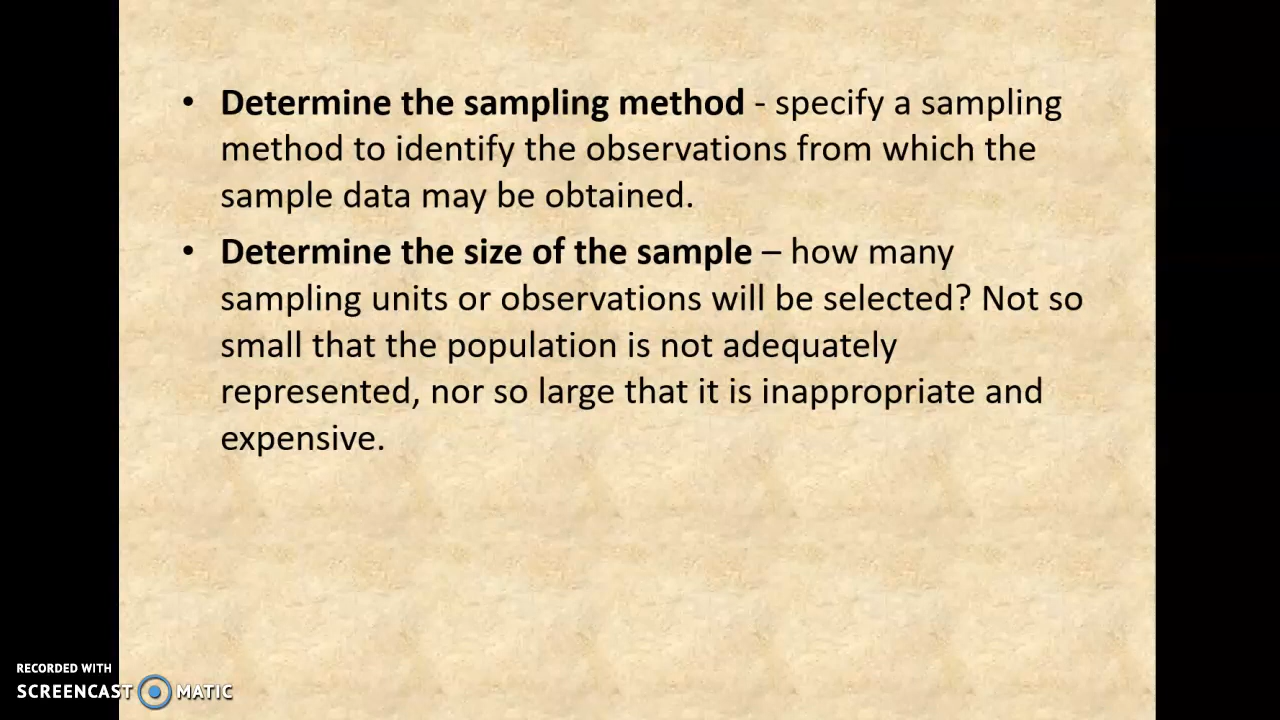 • Determine the sampling method - specify a sampling
method to identify the observations from which the
sample data may be obtained.
• Determine the size of the sample – how many
sampling units or observations will be selected? Not so
small that the population is not adequately
represented, nor so large that it is inappropriate and
expensive.
RECORDED WITH
SCREENCAST MATIC